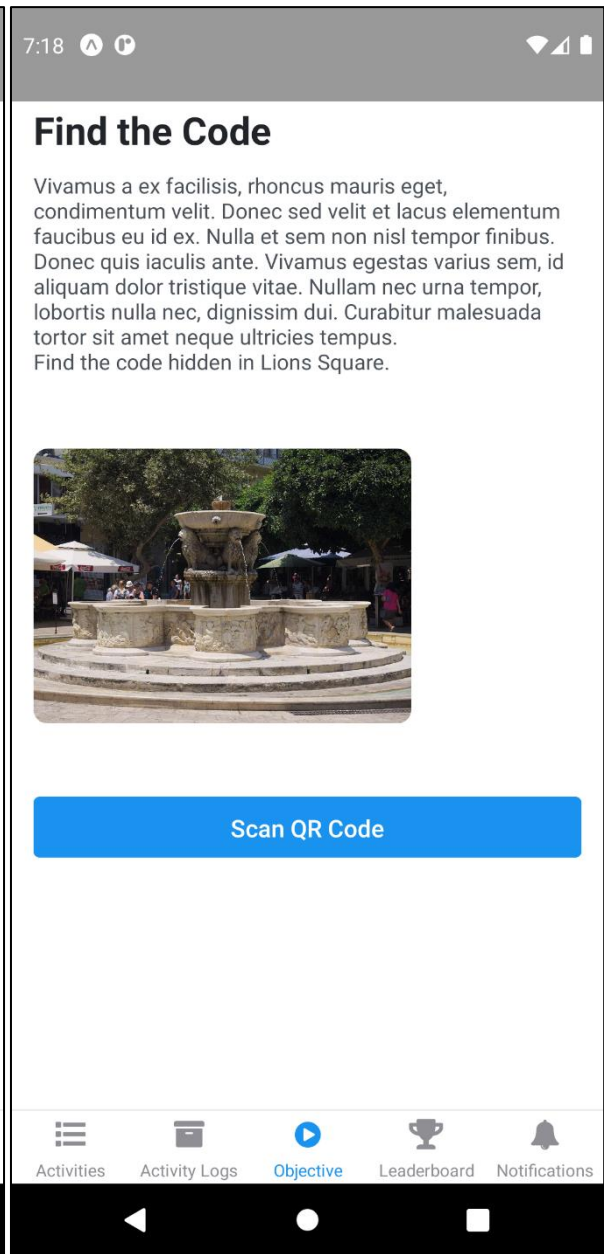 7:18
Find the Code
Vivamus a ex facilisis, rhoncus mauris eget,
condimentum velit. Donec sed velit et lacus elementum
faucibus eu id ex. Nulla et sem non nisl tempor finibus.
Donec quis iaculis ante. Vivamus egestas varius sem, id
aliquam dolor tristique vitae. Nullam nec urna tempor,
lobortis nulla nec, dignissim dui. Curabitur malesuada
tortor sit amet neque ultricies tempus.
Find the code hidden in Lions Square.
Scan QR Code
Activities Activity Logs Objective Leaderboard Notifications